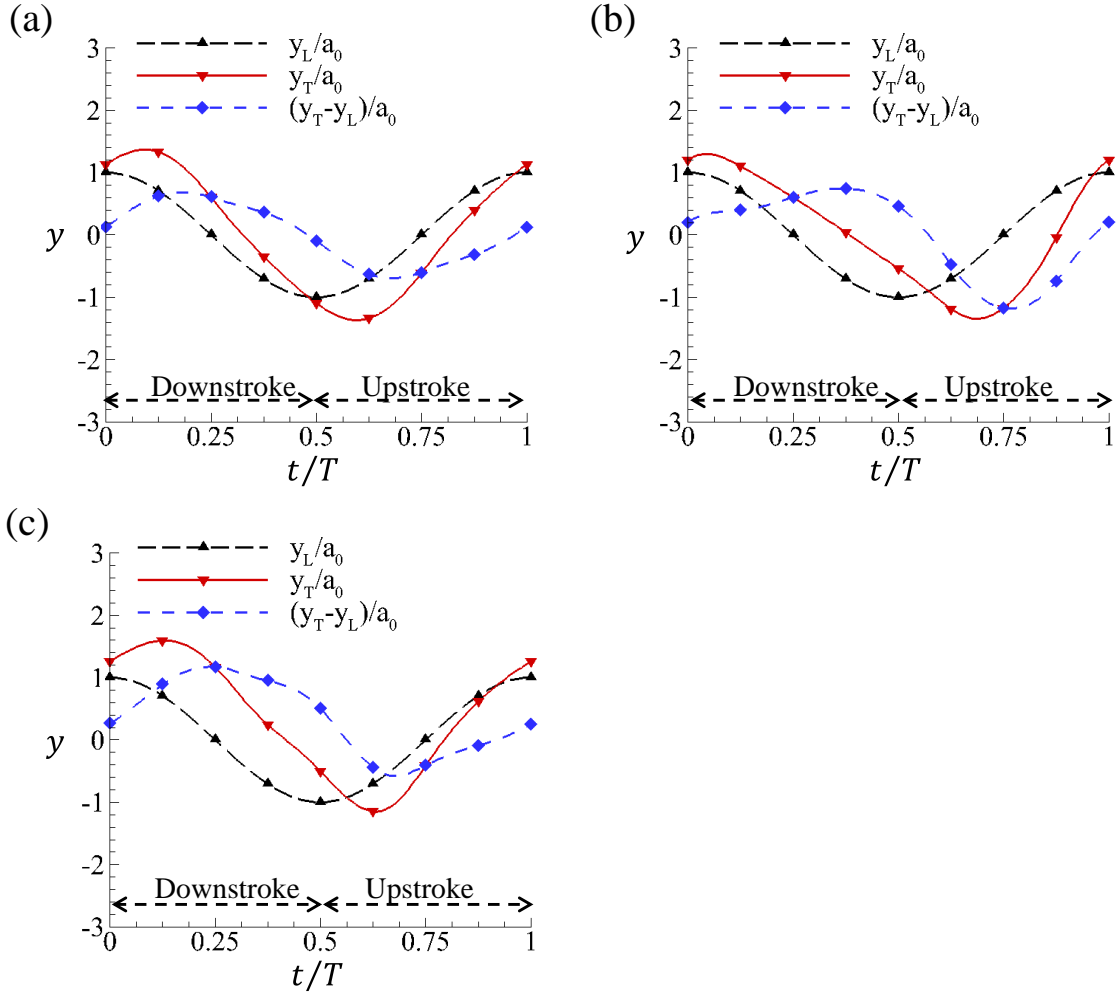 (a)
y_L/a_0
y_T/a_0
(y_T-y_L)/a_0
3
2
1
0
-1
-2
-3
y
Downstroke
Upstroke
0
0.25
0.5
0.75
1
t/T
(b)
y_L/a_0
y_T/a_0
(y_T-y_L)/a_0
3
2
1
0
-1
-2
-3
y
Downstroke
Upstroke
0
0.25
0.5
0.75
1
t/T
(c)
y_L/a_0
y_T/a_0
(y_T-y_L)/a_0
3
2
1
0
-1
-2
-3
y
Downstroke
Upstroke
0
0.25
0.5
0.75
1
t/T